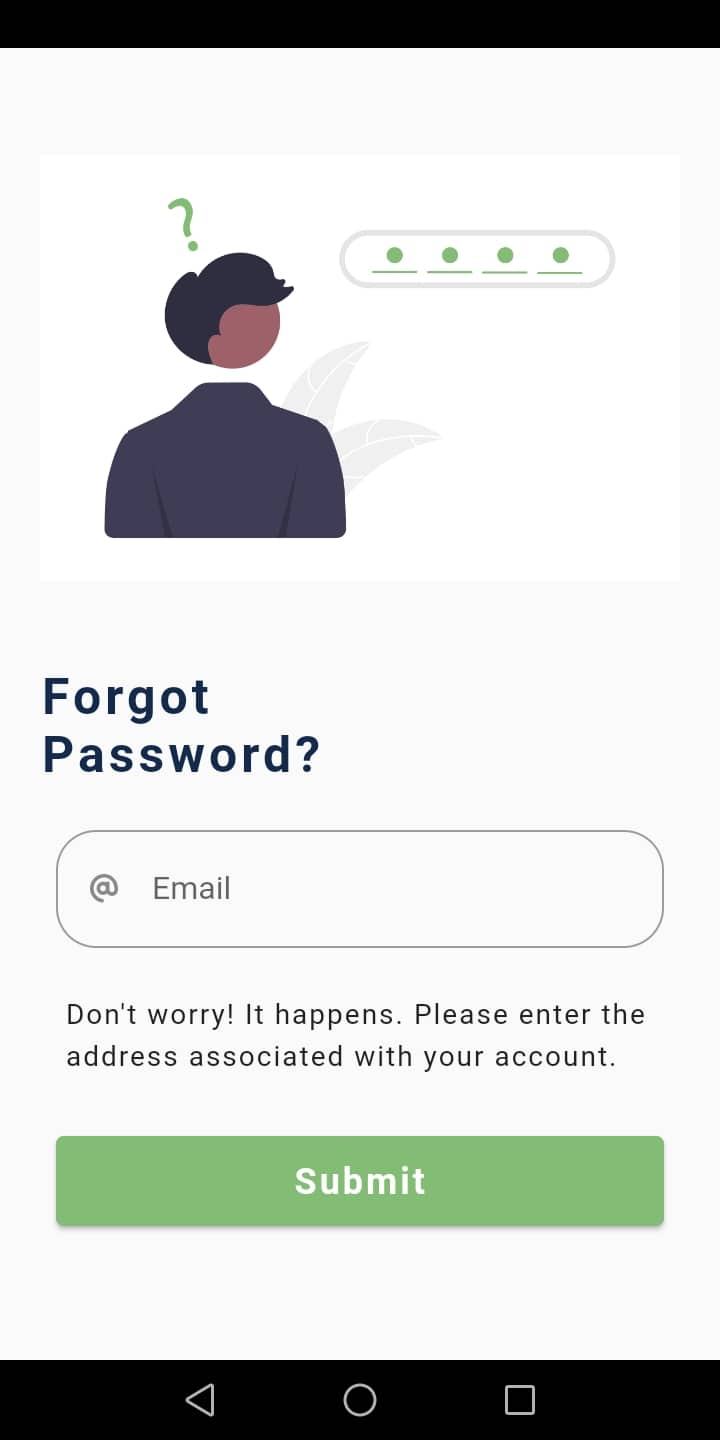 ?
Forgot
Password?
@ Email
Don't worry! It happens. Please enter the
address associated with your account.
Submit